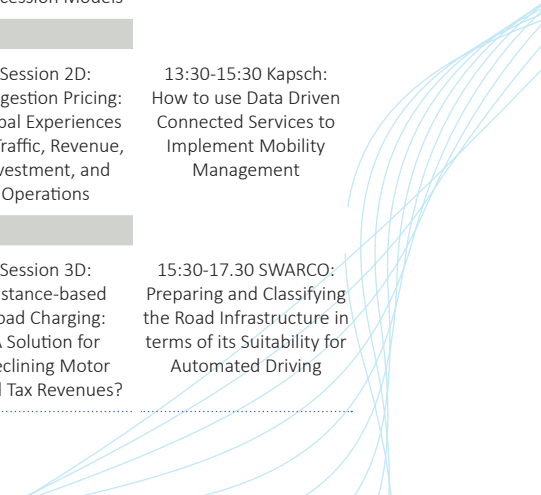 cession Models
Session 2D:
gestion Pricing:
bal Experiences
raffic, Revenue,
vestment, and
Operations
13:30-15:30 Kapsch:
How to use Data Driven
Connected Services to
Implement Mobility
Management
Session 3D:
stance-based
oad Charging:
A Solution for
eclining Motor
l Tax Revenues?
15:30-17.30 SWARCO:
Preparing and Classifying
the Road Infrastructure in
terms of its Suitability for
Automated Driving